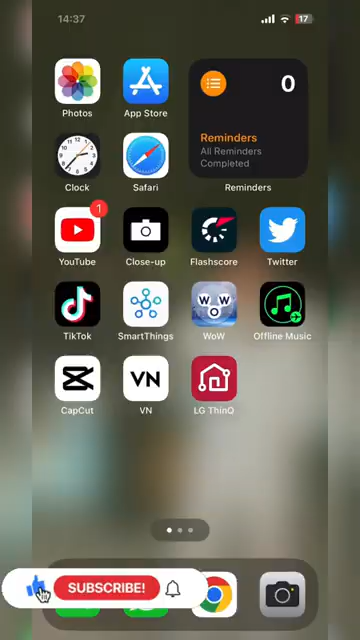 14:37
17
0
Reminders
All Reminders
Completed
Photos
App Store
Clock
Safari
Reminders
1
YouTube
Close-up
Flashscore
Twitter
W W
O
TikTok
SmartThings
WoW
Offline Music
VN
CapCut
VN
LG ThinQ
SUBSCRIBE!